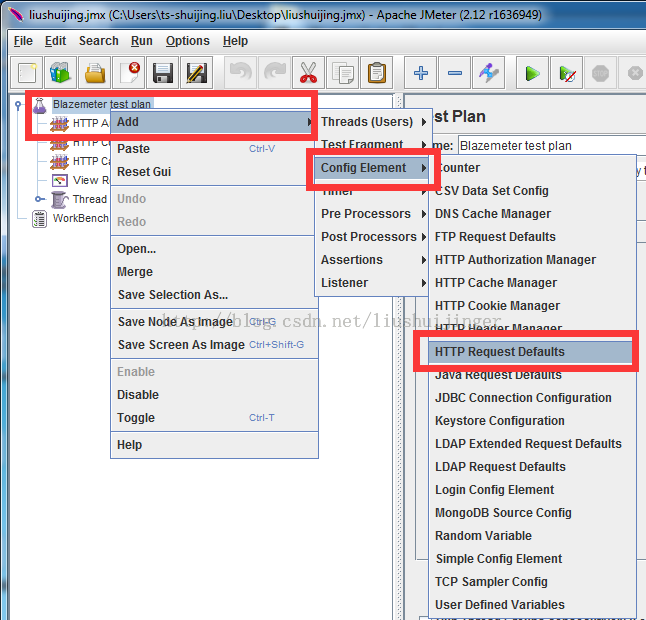 liushuijing.jmx (C:\Users\ts-shuijing.liu\Desktop\liushuijing.jmx) - Apache JMeter (2.12 r1636949)
File Edit Search Run Options Help
Blazemeter test plan
HTTP A
HTTP C
HTTP Ca
View R
Thread
WorkBench
Add
Paste Ctrl-V
Reset Gui
Undo
Redo
Open...
Merge
Save Selection As...
Save Node As Image Ctrl-G
Save Screen As Image Ctrl+Shift-G
Enable
Disable
Toggle Ctrl-T
Help
Threads (Users)
Test Fragment
Config Element
Timer
Pre Processors
Post Processors
Assertions
Listener
st Plan
me: Blazemeter test plan
Counter
CSV Data Set Config
DNS Cache Manager
FTP Request Defaults
HTTP Authorization Manager
HTTP Cache Manager
HTTP Cookie Manager
HTTP Header Manager
HTTP Request Defaults
Java Request Defaults
JDBC Connection Configuration
Keystore Configuration
LDAP Extended Request Defaults
LDAP Request Defaults
Login Config Element
MongoDB Source Config
Random Variable
Simple Config Element
TCP Sampler Config
User Defined Variables
http://blog.csdn.net/liushuijinger